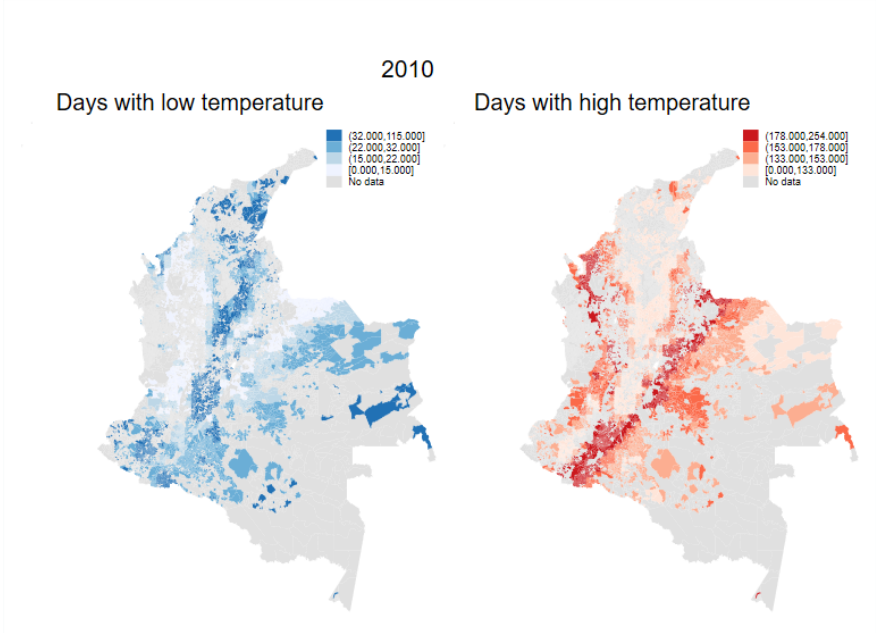 2010
Days with low temperature
(32.000,115.000]
(22.000,32.000]
(15.000,22.000]
[0.000,15.000]
No data
Days with high temperature
(178.000,254.000]
(153.000,178.000]
(133.000,153.000]
[0.000,133.000]
No data